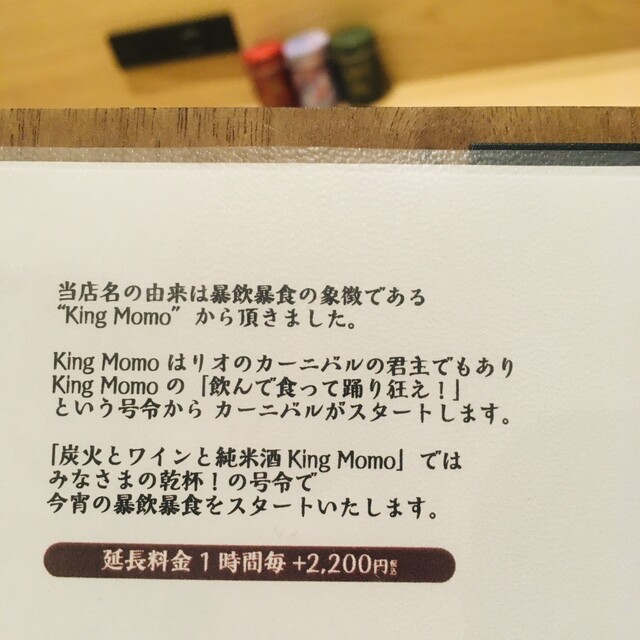 当店名の由来は暴飲暴食の象徴である
“King Momo” から頂きました。
King Momo はリオのカーニバルの君主でもあり
King Momo の「飲んで食って踊り狂え！」
という号令から カーニバルがスタートします。
「炭火とワインと純米酒 King Momo」では
みなさまの乾杯！の号令で
今宵の暴飲暴食をスタートいたします。
延長料金 1 時間毎 +2,200円税込